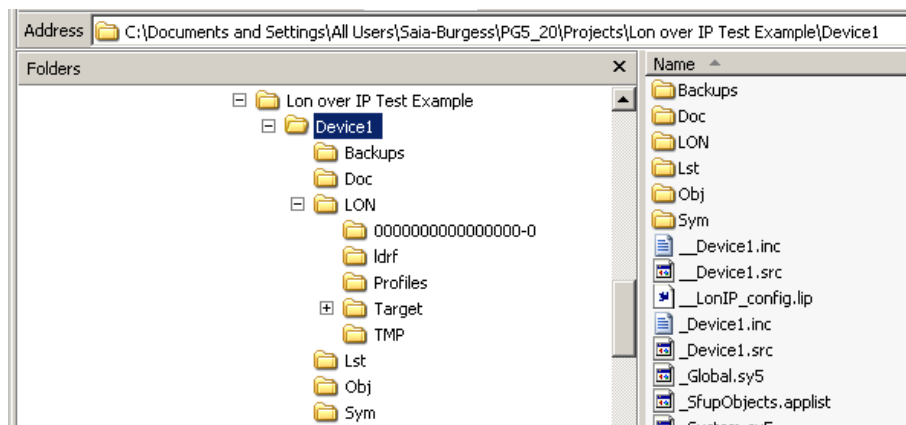 Address C:\Documents and Settings\All Users\Saia-Burgess\PG5_20\Projects\Lon over IP Test Example\Device1
Folders
Lon over IP Test Example
Device1
Backups
Doc
LON
0000000000000000-0
ldrf
Profiles
Target
TMP
Lst
Obj
Sym
Name
Backups
Doc
LON
Lst
Obj
Sym
__Device1.inc
__Device1.src
__LonIP_config.lip
_Device1.inc
_Device1.src
_Global.sy5
_SfupObjects.applist